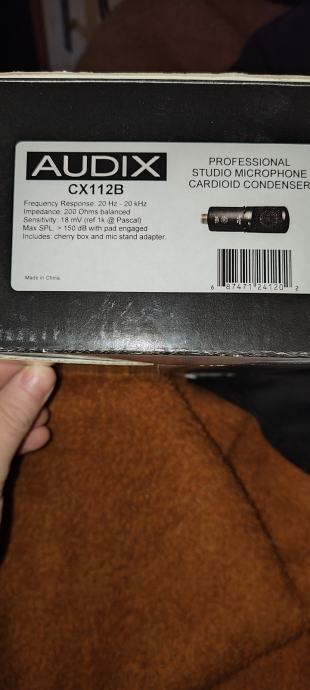 AUDIX
CX112B
Frequency Response: 20 Hz - 20 kHz
Impedance: 200 Ohms balanced
Sensitivity: 18 mV (ref 1k @ Pascal)
Max SPL: > 150 dB with pad engaged
Includes: cherry box and mic stand adapter.
Made in China.
PROFESSIONAL
STUDIO MICROPHONE
CARDIOID CONDENSER
6 87471 24120 2